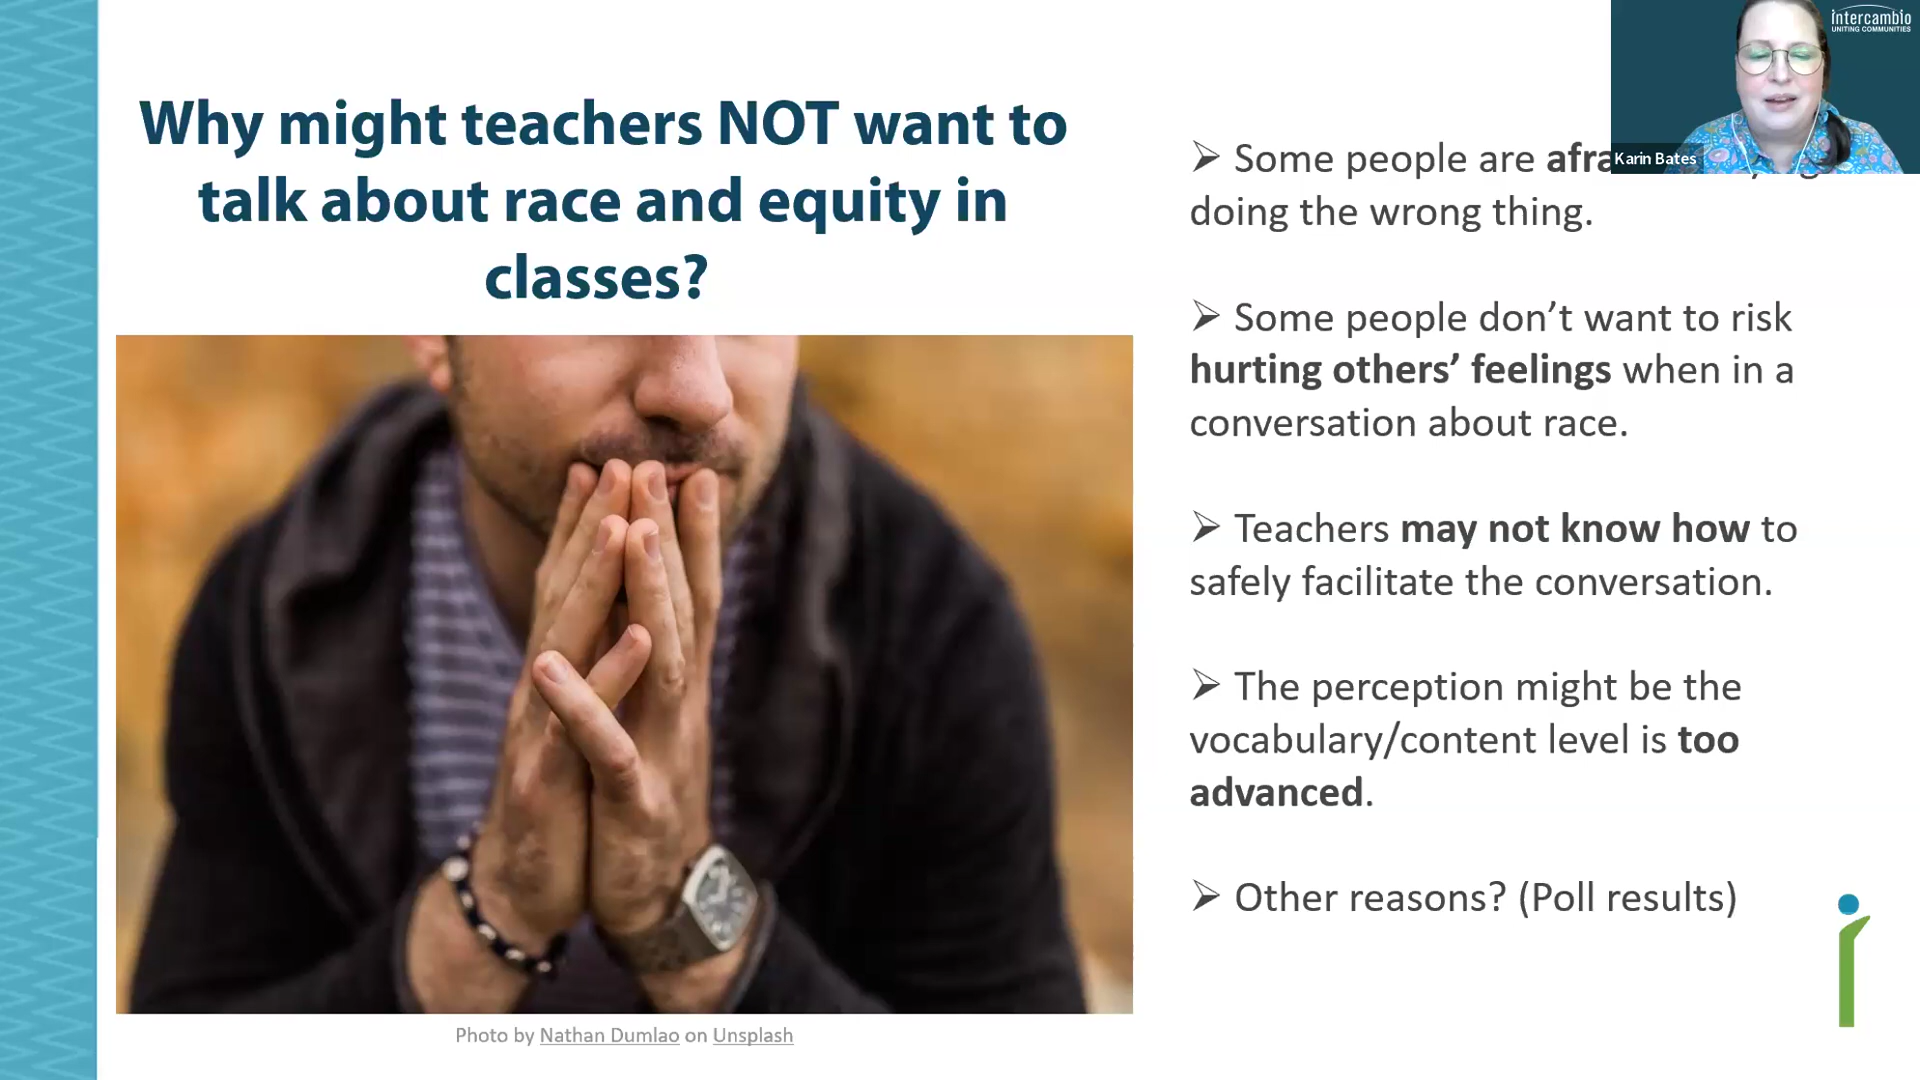 Why might teachers NOT want to
talk about race and equity in
classes?
Photo by Nathan Dumlao on Unsplash
➢ Some people are
doing the wrong thing.
➢ Some people don’t want to risk
hurting others’ feelings when in a
conversation about race.
➢ Teachers may not know how to
safely facilitate the conversation.
➢ The perception might be the
vocabulary/content level is too
advanced.
➢ Other reasons? (Poll results)
intercambio
UNITING COMMUNITIES
Karin Bates